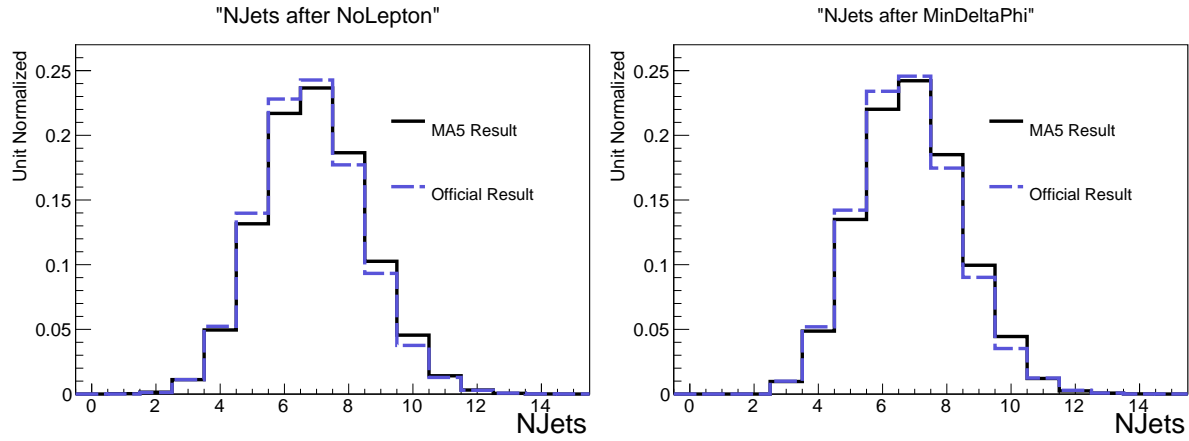 "NJets after NoLepton"
Unit Normalized
0.25
0.2
0.15
0.1
0.05
0
0 2 4 6 8 10 12 14
NJets
MA5 Result
Official Result
"NJets after MinDeltaPhi"
Unit Normalized
0.25
0.2
0.15
0.1
0.05
0
0 2 4 6 8 10 12 14
NJets
MA5 Result
Official Result